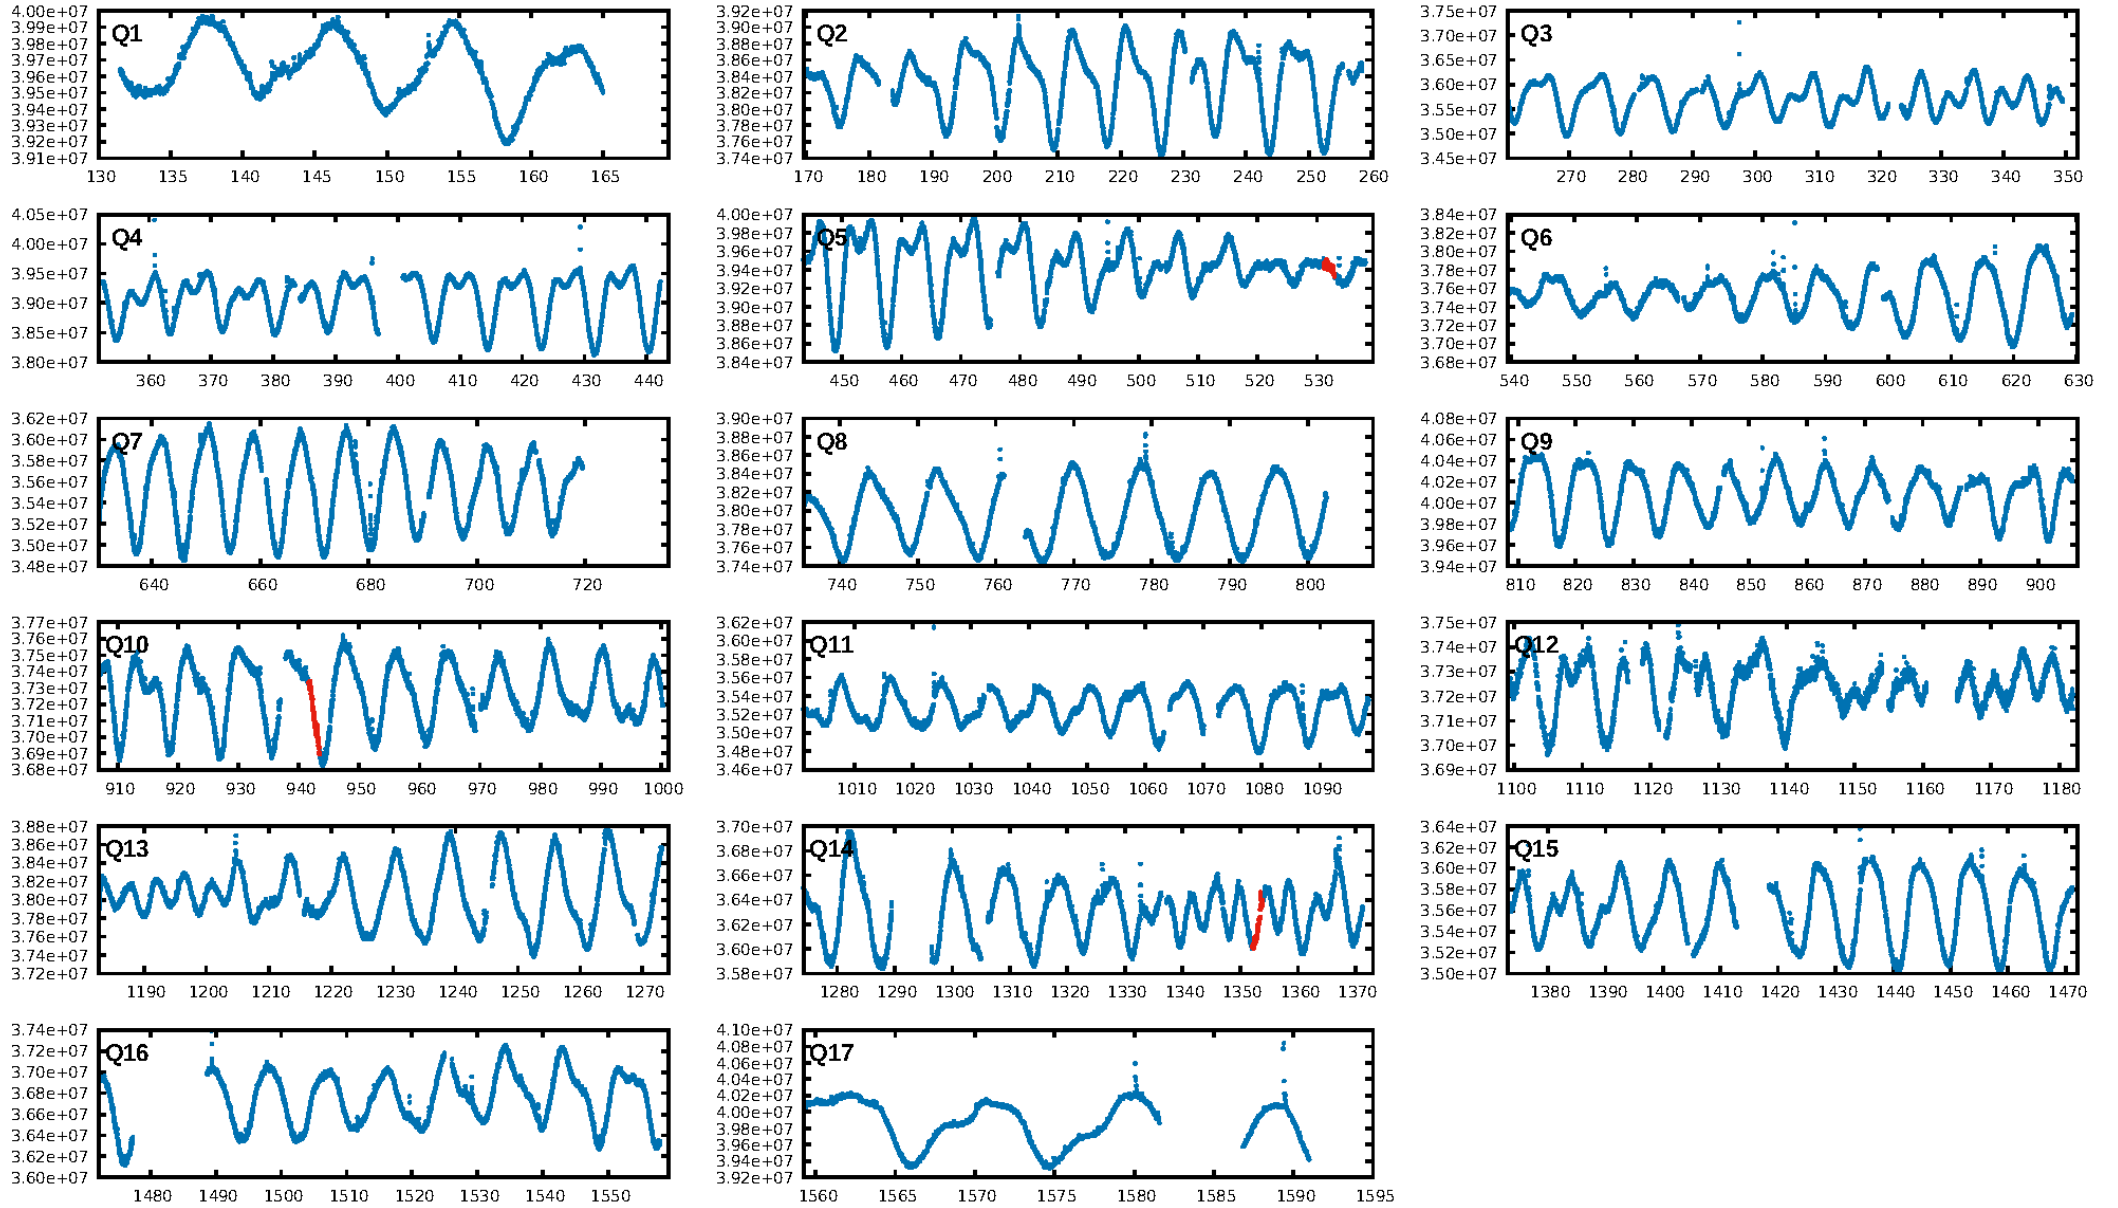 4.00e+07
3.99e+07
3.98e+07
3.97e+07
3.96e+07
3.95e+07
3.94e+07
3.93e+07
3.92e+07
3.91e+07
Q1
130 135 140 145 150 155 160 165
3.92e+07
3.90e+07
3.88e+07
3.86e+07
3.84e+07
3.82e+07
3.80e+07
3.78e+07
3.76e+07
3.74e+07
Q2
170 180 190 200 210 220 230 240 250 260
3.75e+07
3.70e+07
3.65e+07
3.60e+07
3.55e+07
3.50e+07
3.45e+07
Q3
270 280 290 300 310 320 330 340 350
4.05e+07
4.00e+07
3.95e+07
3.90e+07
3.85e+07
3.80e+07
Q4
360 370 380 390 400 410 420 430 440
4.00e+07
3.98e+07
3.96e+07
3.94e+07
3.92e+07
3.90e+07
3.88e+07
3.86e+07
3.84e+07
Q5
450 460 470 480 490 500 510 520 530
3.84e+07
3.82e+07
3.80e+07
3.78e+07
3.76e+07
3.74e+07
3.72e+07
3.70e+07
3.68e+07
Q6
540 550 560 570 580 590 600 610 620 630
3.62e+07
3.60e+07
3.58e+07
3.56e+07
3.54e+07
3.52e+07
3.50e+07
3.48e+07
Q7
640 660 680 700 720
3.90e+07
3.88e+07
3.86e+07
3.84e+07
3.82e+07
3.80e+07
3.78e+07
3.76e+07
3.74e+07
Q8
740 750 760 770 780 790 800
4.08e+07
4.06e+07
4.04e+07
4.02e+07
4.00e+07
3.98e+07
3.96e+07
3.94e+07
Q9
810 820 830 840 850 860 870 880 890 900
3.77e+07
3.76e+07
3.75e+07
3.74e+07
3.73e+07
3.72e+07
3.71e+07
3.70e+07
3.69e+07
3.68e+07
Q10
910 920 930 940 950 960 970 980 990 1000
3.62e+07
3.60e+07
3.58e+07
3.56e+07
3.54e+07
3.52e+07
3.50e+07
3.48e+07
3.46e+07
Q11
1010 1020 1030 1040 1050 1060 1070 1080 1090
3.75e+07
3.74e+07
3.73e+07
3.72e+07
3.71e+07
3.70e+07
3.69e+07
Q12
1100 1110 1120 1130 1140 1150 1160 1170 1180
3.88e+07
3.86e+07
3.84e+07
3.82e+07
3.80e+07
3.78e+07
3.76e+07
3.74e+07
3.72e+07
Q13
1190 1200 1210 1220 1230 1240 1250 1260 1270
3.70e+07
3.68e+07
3.66e+07
3.64e+07
3.62e+07
3.60e+07
3.58e+07
Q14
1280 1290 1300 1310 1320 1330 1340 1350 1360 1370
3.64e+07
3.62e+07
3.60e+07
3.58e+07
3.56e+07
3.54e+07
3.52e+07
3.50e+07
Q15
1380 1390 1400 1410 1420 1430 1440 1450 1460 1470
3.74e+07
3.72e+07
3.70e+07
3.68e+07
3.66e+07
3.64e+07
3.62e+07
3.60e+07
Q16
1480 1490 1500 1510 1520 1530 1540 1550
4.10e+07
4.08e+07
4.06e+07
4.04e+07
4.02e+07
4.00e+07
3.98e+07
3.96e+07
3.94e+07
3.92e+07
Q17
1560 1565 1570 1575 1580 1585 1590 1595